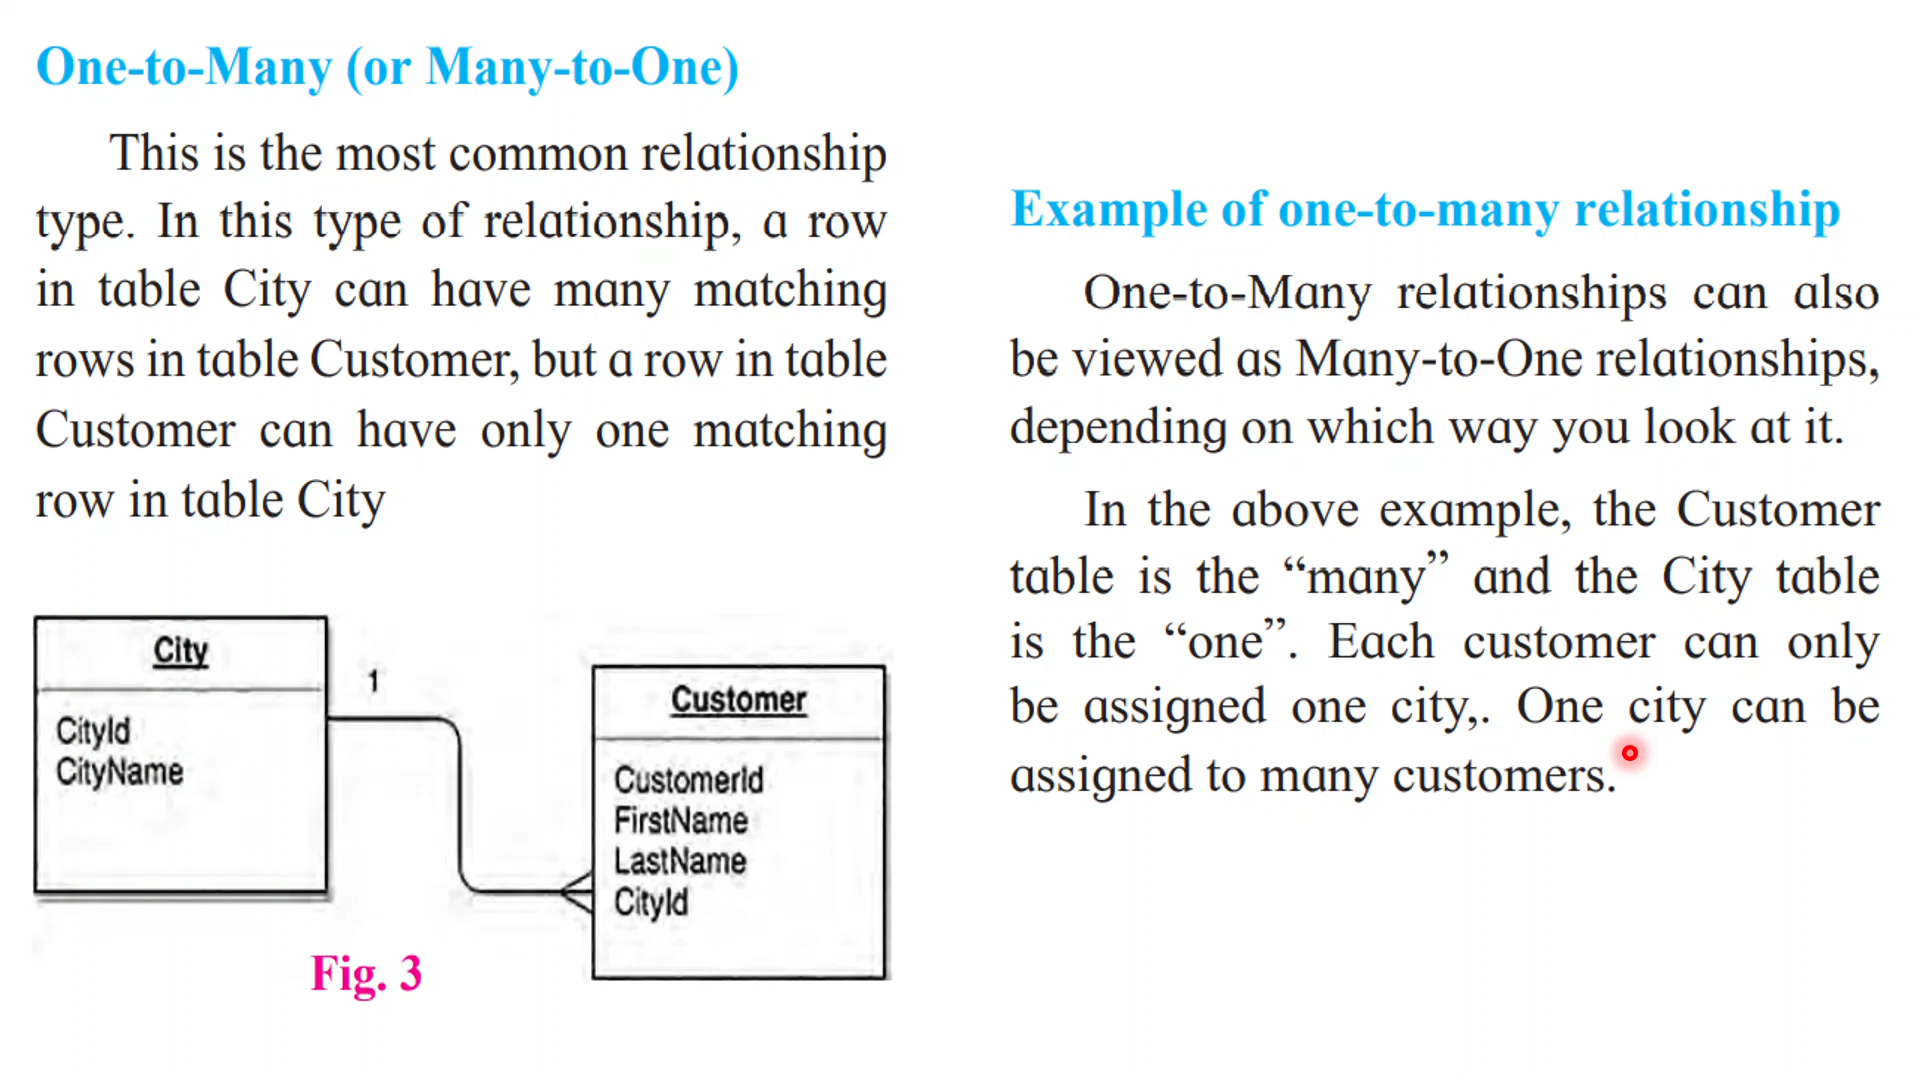 One-to-Many (or Many-to-One)
This is the most common relationship
type. In this type of relationship, a row
in table City can have many matching
rows in table Customer, but a row in table
Customer can have only one matching
row in table City
City
CityId
CityName
1
Customer
CustomerId
FirstName
LastName
CityId
Fig. 3
Example of one-to-many relationship
One-to-Many relationships can also
be viewed as Many-to-One relationships,
depending on which way you look at it.
In the above example, the Customer
table is the “many” and the City table
is the “one”. Each customer can only
be assigned one city,. One city can be
assigned to many customers.